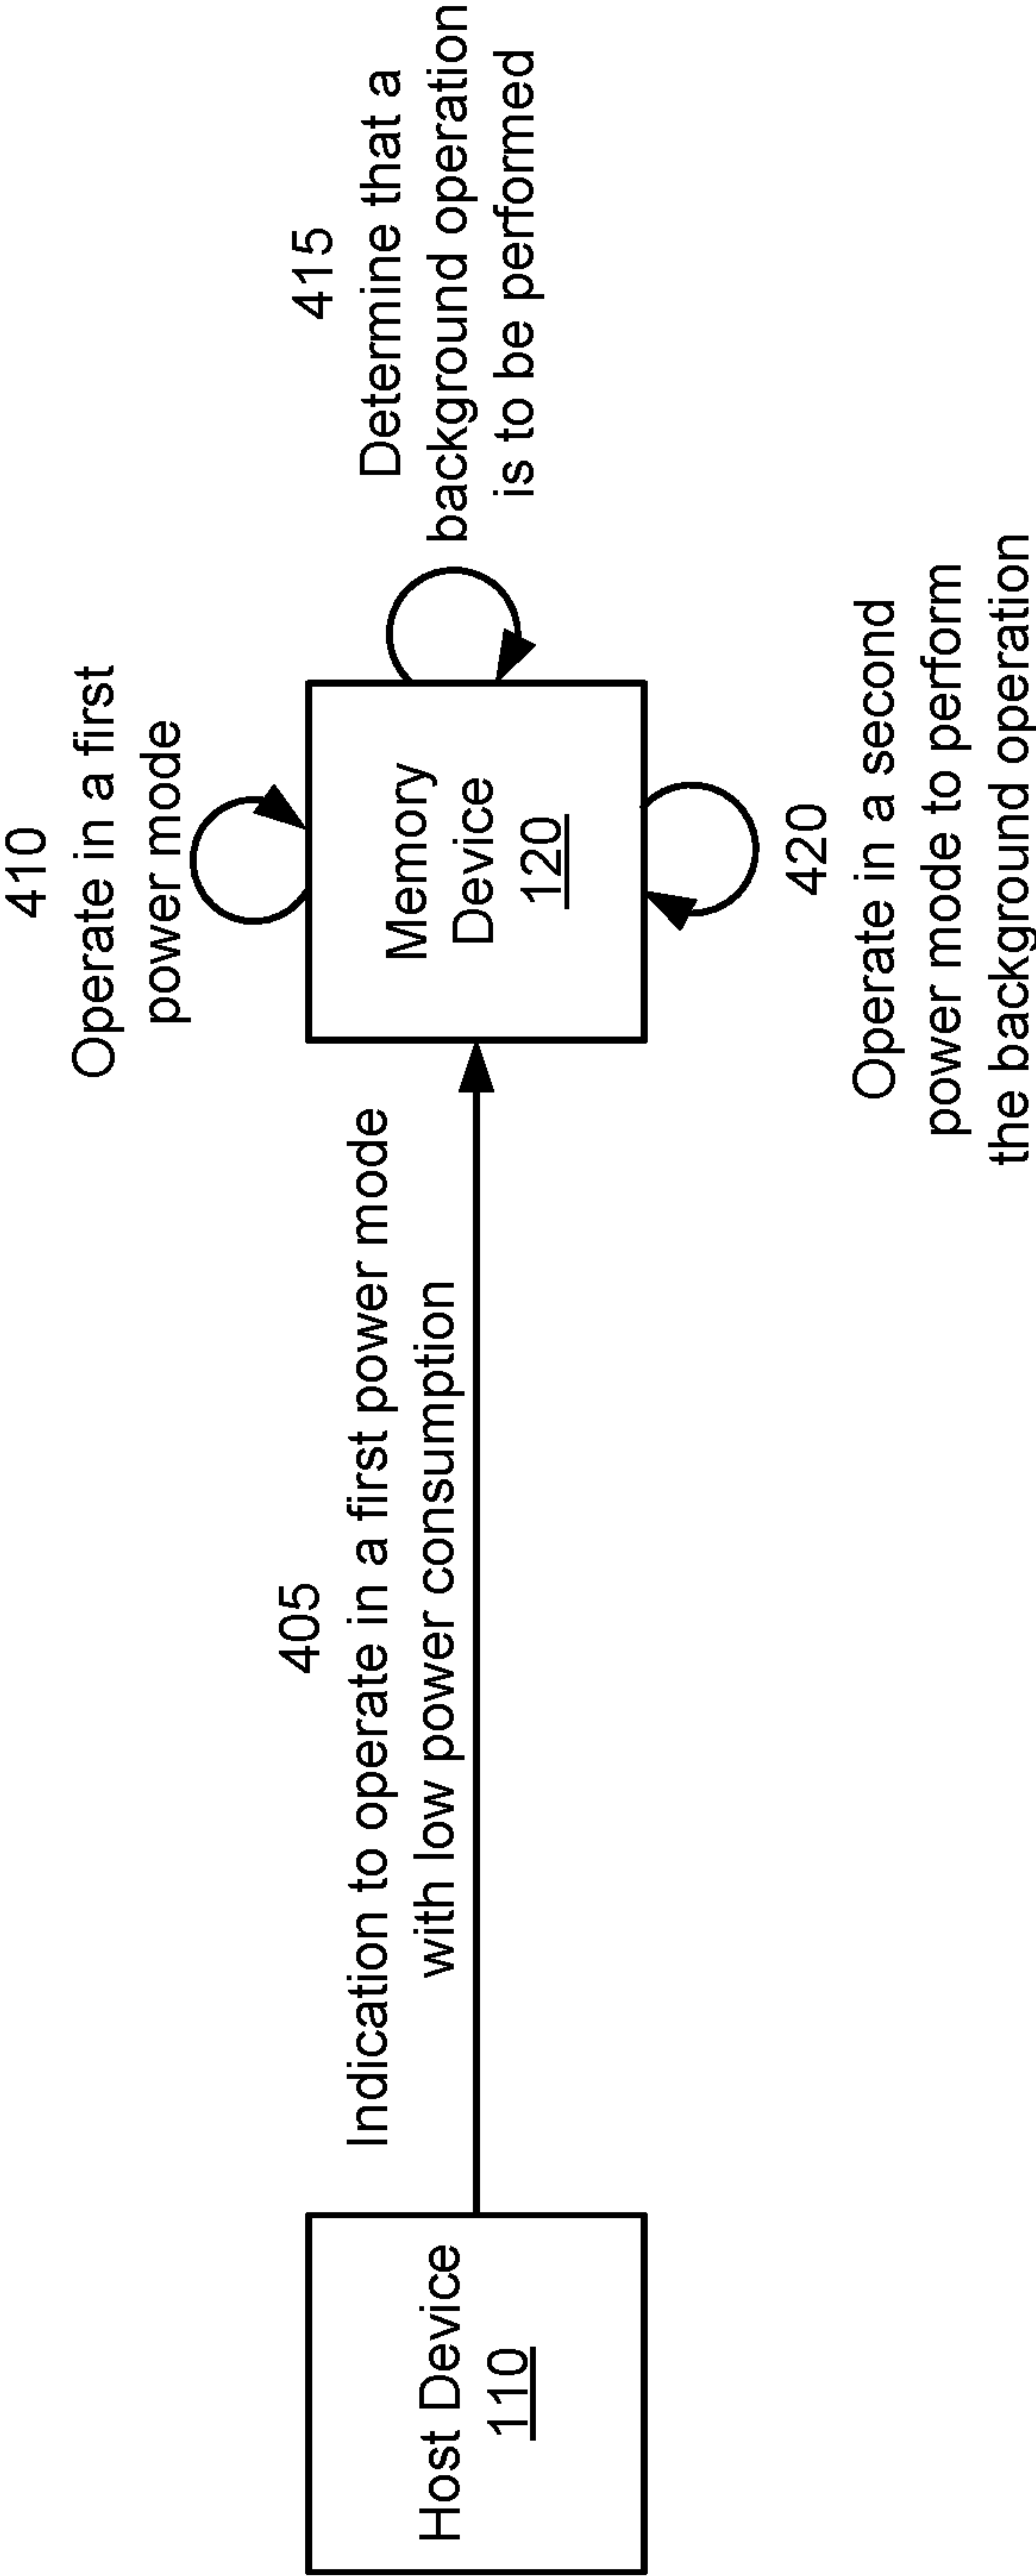 Host Device
110
405
Indication to operate in a first power mode
with low power consumption
410
Operate in a first
power mode
Memory
Device
120
415
Determine that a
background operation
is to be performed
420
Operate in a second
power mode to perform
the background operation